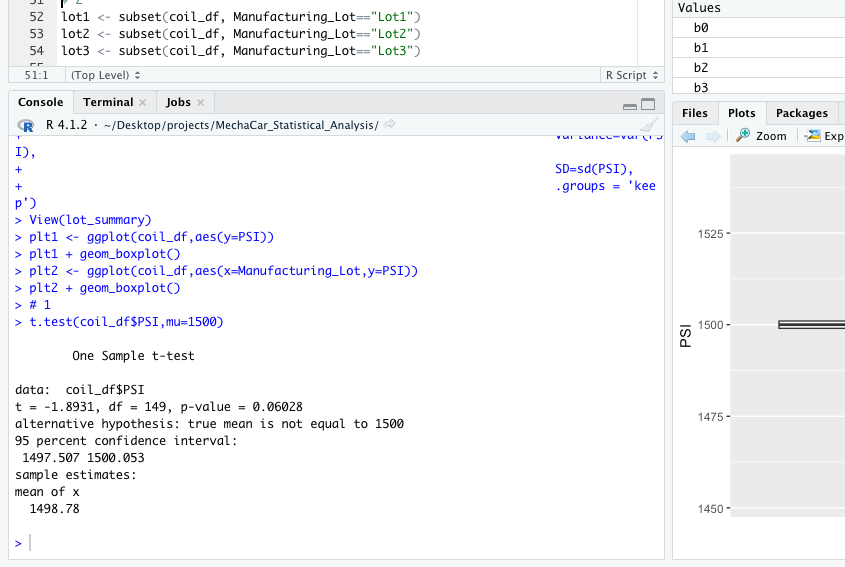 51 # 2
52 lot1 <- subset(coil_df, Manufacturing_Lot=="Lot1")
53 lot2 <- subset(coil_df, Manufacturing_Lot=="Lot2")
54 lot3 <- subset(coil_df, Manufacturing_Lot=="Lot3")
51:1 (Top Level) R Script
Console Terminal Jobs
R 4.1.2 · ~/Desktop/projects/MechaCar_Statistical_Analysis/
+ Variance=var(PS
I),
+ SD=sd(PSI),
+ .groups = 'kee
p')
> View(lot_summary)
> plt1 <- ggplot(coil_df,aes(y=PSI))
> plt1 + geom_boxplot()
> plt2 <- ggplot(coil_df,aes(x=Manufacturing_Lot,y=PSI))
> plt2 + geom_boxplot()
> # 1
> t.test(coil_df$PSI,mu=1500)
One Sample t-test
data:  coil_df$PSI
t = -1.8931, df = 149, p-value = 0.06028
alternative hypothesis: true mean is not equal to 1500
95 percent confidence interval:
1497.507 1500.053
sample estimates:
mean of x
1498.78
>
Values
b0
b1
b2
b3
Files Plots Packages
Zoom Exp
1525
1500
1475
1450
PSI